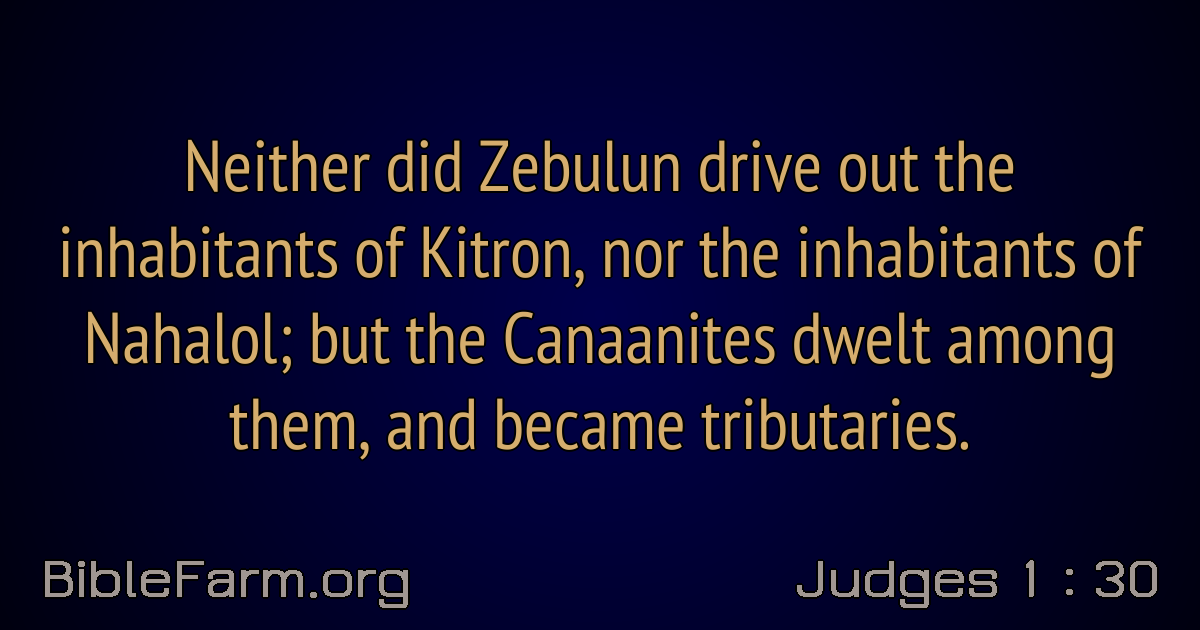 Neither did Zebulun drive out the
inhabitants of Kitron, nor the inhabitants of
Nahalol; but the Canaanites dwelt among
them, and became tributaries.
BibleFarm.org
Judges 1 : 30